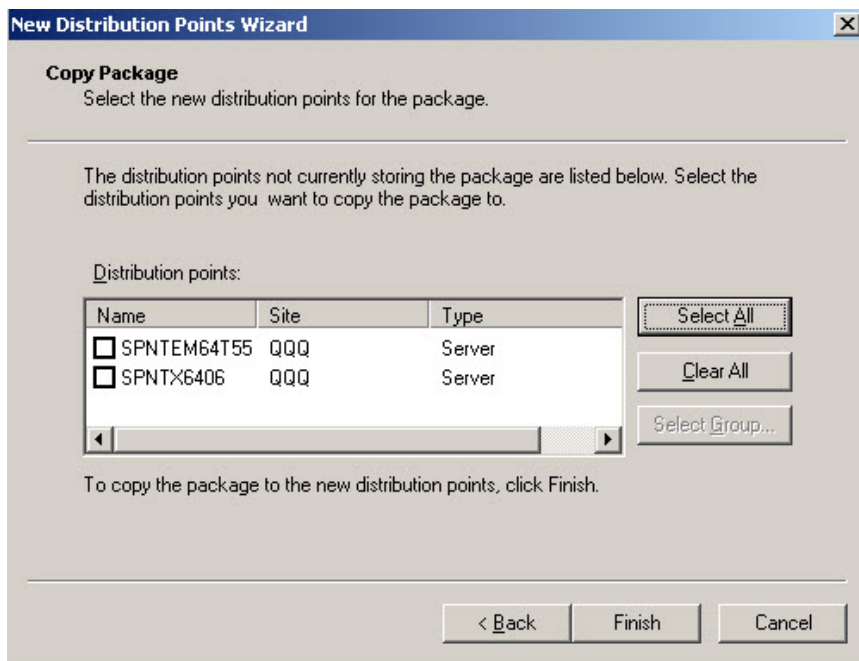 New Distribution Points Wizard
Copy Package
Select the new distribution points for the package.
The distribution points not currently storing the package are listed below. Select the
distribution points you want to copy the package to.
Distribution points:
Name Site Type
SPNTEM64T55 QQQ Server
SPNTX6406 QQQ Server
Select All
Clear All
Select Group...
To copy the package to the new distribution points, click Finish.
< Back Finish Cancel